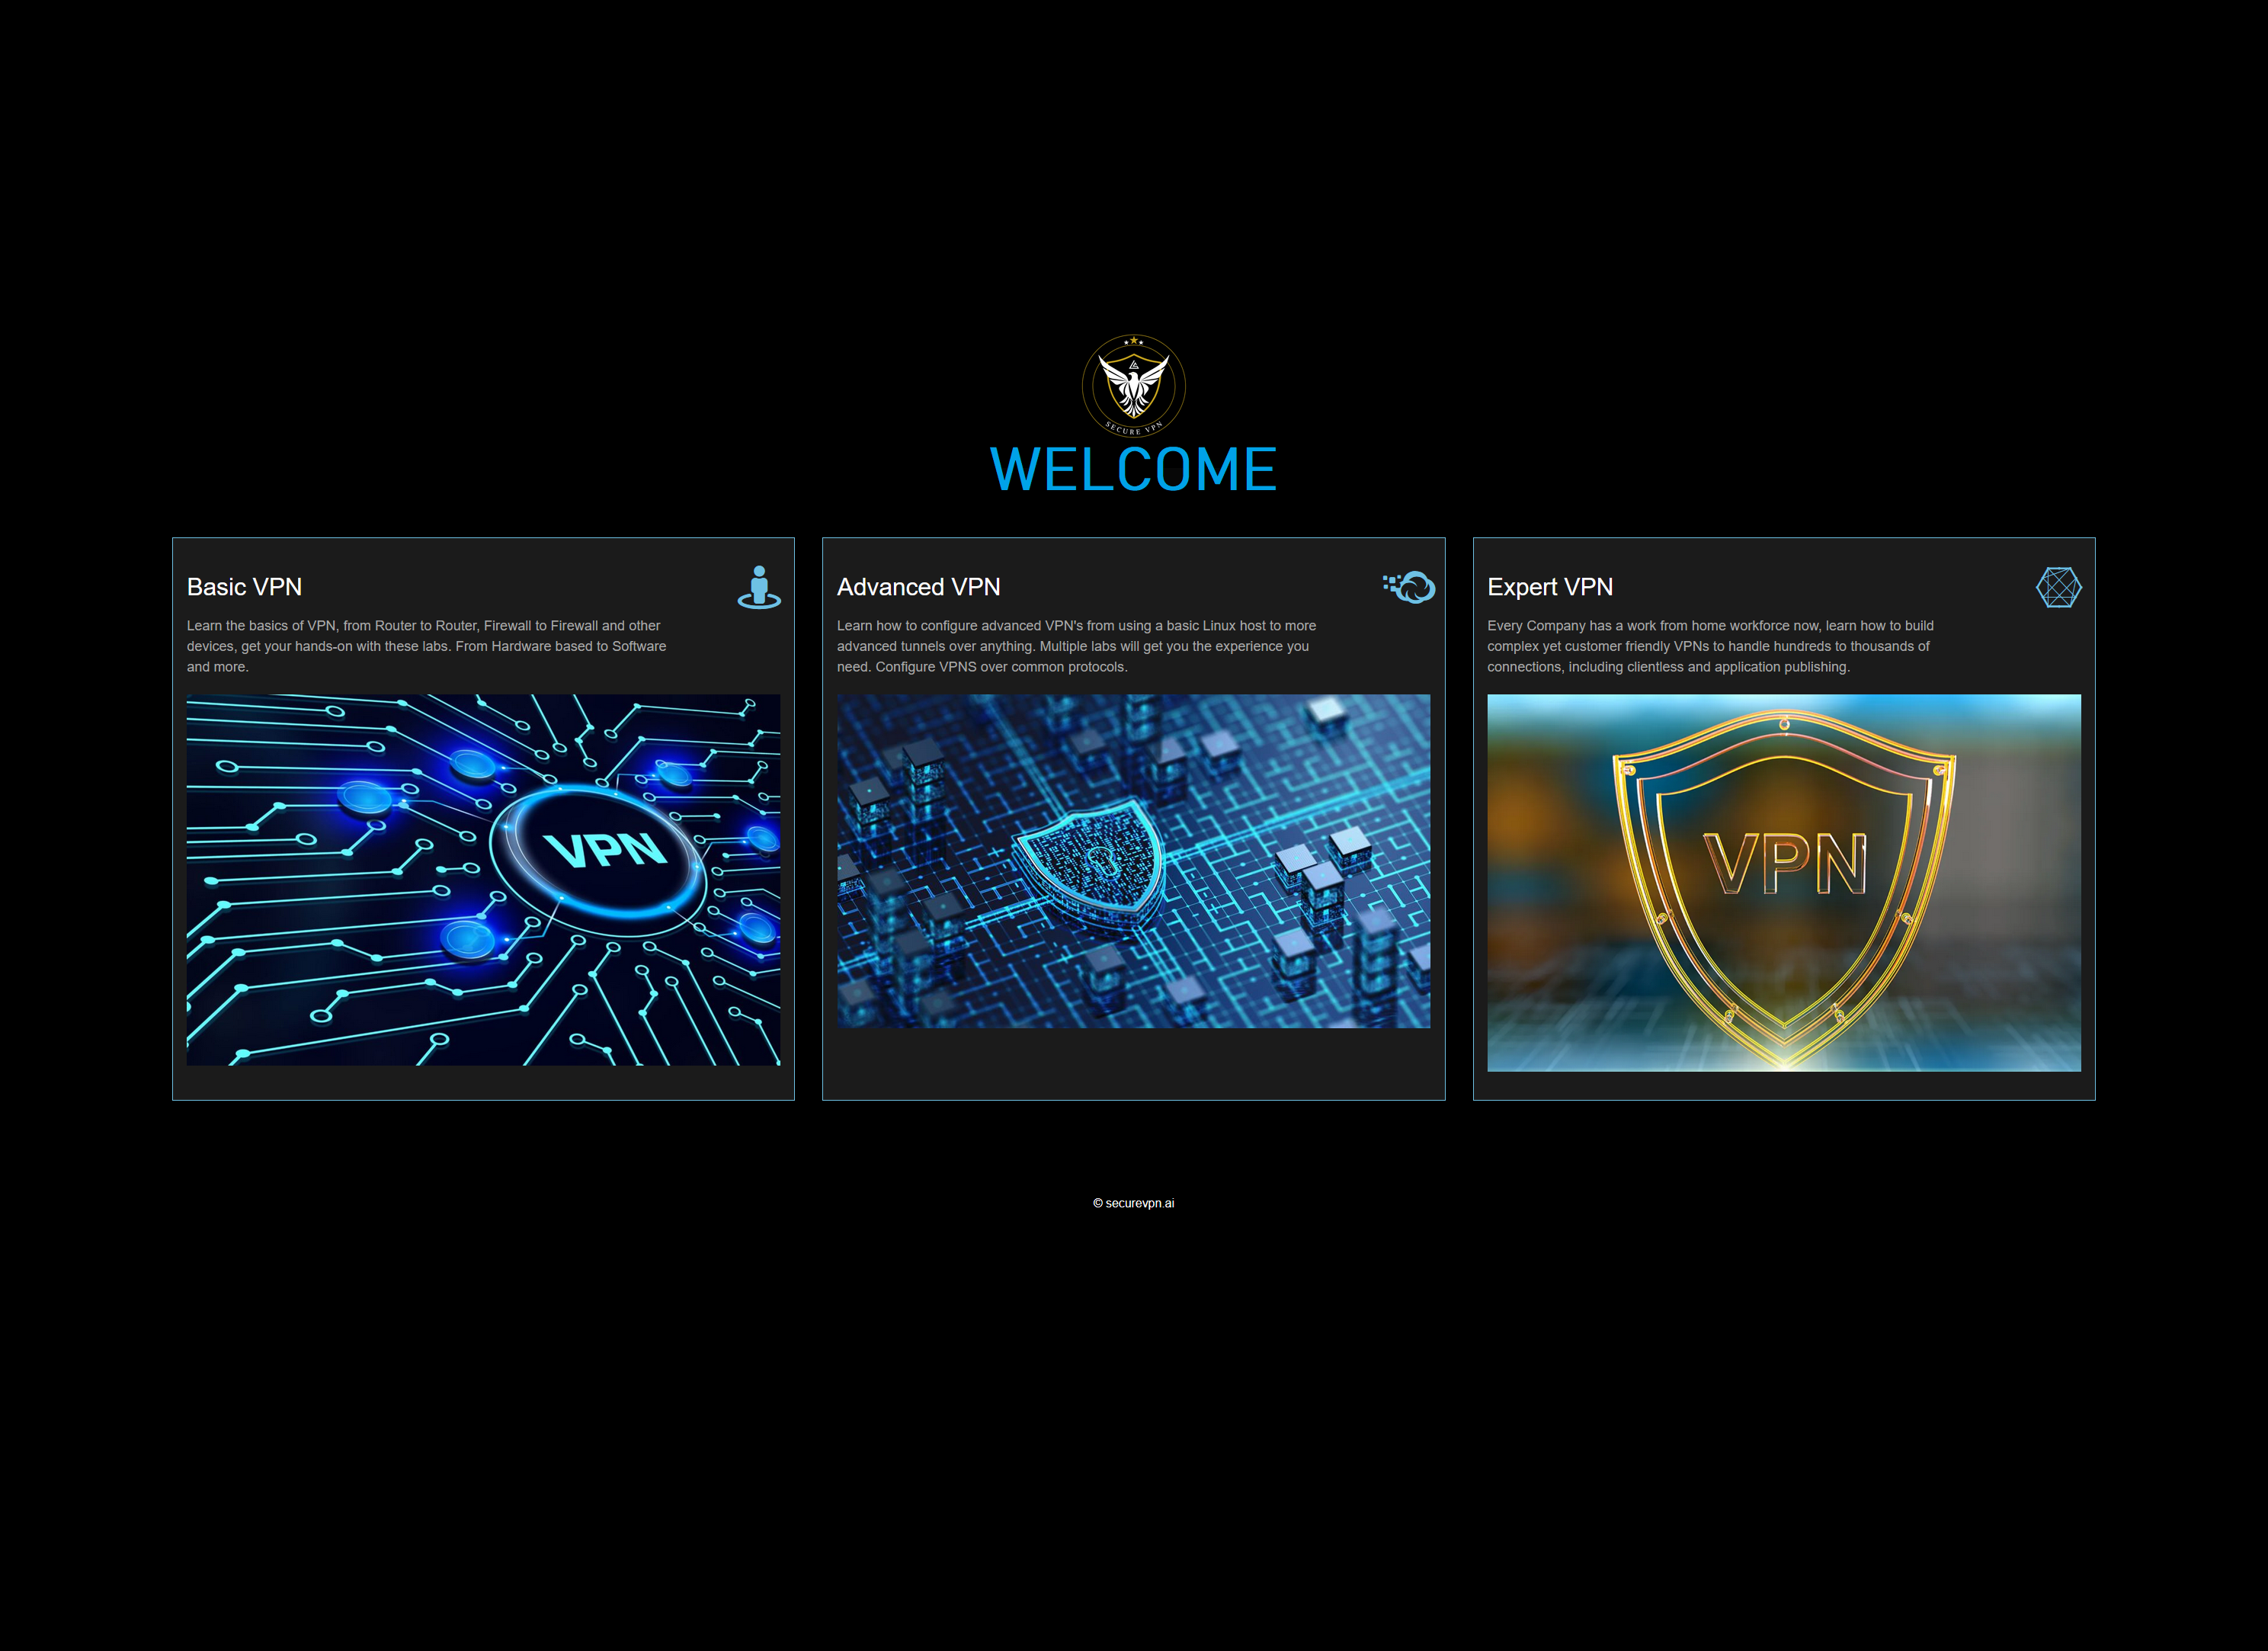 SECURE VPN
WELCOME
Basic VPN
Learn the basics of VPN, from Router to Router, Firewall to Firewall and other
devices, get your hands-on with these labs. From Hardware based to Software
and more.
VPN
Advanced VPN
Learn how to configure advanced VPN's from using a basic Linux host to more
advanced tunnels over anything. Multiple labs will get you the experience you
need. Configure VPNS over common protocols.
Expert VPN
Every Company has a work from home workforce now, learn how to build
complex yet customer friendly VPNs to handle hundreds to thousands of
connections, including clientless and application publishing.
VPN
© securevpn.ai